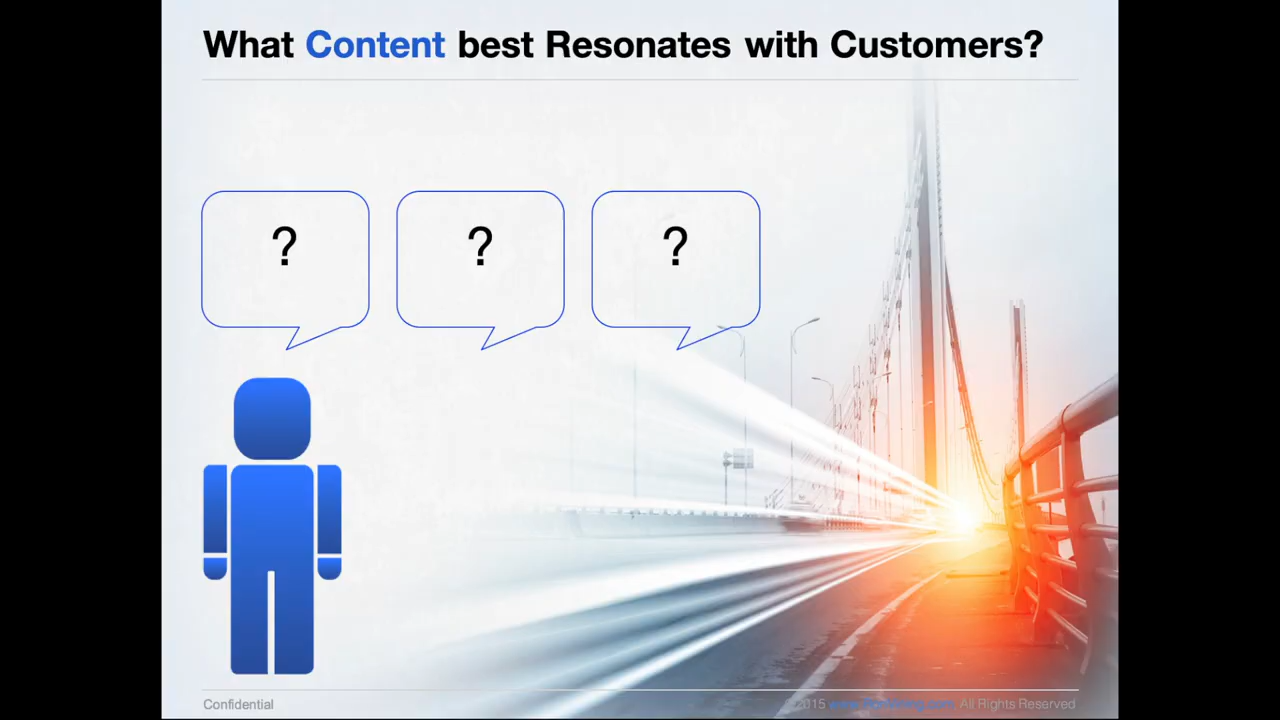 What Content best Resonates with Customers?
? ? ?
Confidential
2015 All Rights Reserved